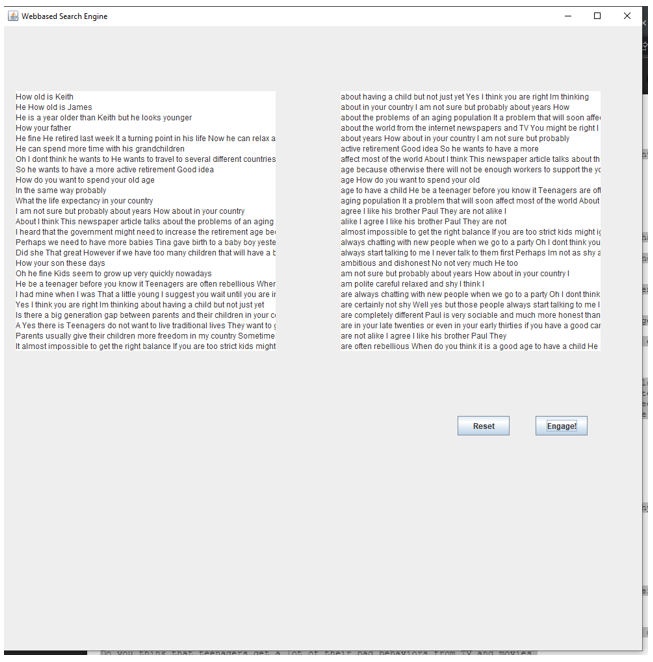 Webbased Search Engine
How old is Keith
He How old is James
He is a year older than Keith but he looks younger
How your father
He fine He retired last week It a turning point in his life Now he can relax a
He can spend more time with his grandchildren
Oh I dont think he wants to He wants to travel to several different countries
So he wants to have a more active retirement Good idea
How do you want to spend your old age
In the same way probably
What the life expectancy in your country
I am not sure but probably about years How about in your country
About I think This newspaper article talks about the problems of an aging
I heard that the government might need to increase the retirement age bec
Perhaps we need to have more babies Tina gave birth to a baby boy yeste
Did she That great However if we have too many children that will have a b
How your son these days
Oh he fine Kids seem to grow up very quickly nowadays
He be a teenager before you know it Teenagers are often rebellious When
I had mine when I was That a little young I suggest you wait until you are in
Yes I think you are right Im thinking about having a child but not just yet
Is there a big generation gap between parents and their children in your co
A Yes there is Teenagers do not want to live traditional lives They want to g
Parents usually give their children more freedom in my country Sometime
It almost impossible to get the right balance If you are too strict kids might
about having a child but not just yet Yes I think you are right Im thinking
about in your country I am not sure but probably about years How
about the problems of an aging population It a problem that will soon affe
about the world from the internet newspapers and TV You might be right I
about years How about in your country I am not sure but probably
active retirement Good idea So he wants to have a more
affect most of the world About I think This newspaper article talks about th
age because otherwise there will not be enough workers to support the yo
age How do you want to spend your old
age to have a child He be a teenager before you know it Teenagers are oft
aging population It a problem that will soon affect most of the world About
agree I like his brother Paul They are not alike I
alike I agree I like his brother Paul They are not
almost impossible to get the right balance If you are too strict kids might ig
always chatting with new people when we go to a party Oh I dont think you
always start talking to me I never talk to them first Perhaps Im not as shy a
ambitious and dishonest No not very much He too
am not sure but probably about years How about in your country I
am polite careful relaxed and shy I think I
are always chatting with new people when we go to a party Oh I dont think
are certainly not shy Well yes but those people always start talking to me I
are completely different Paul is very sociable and much more honest than
are in your late twenties or even in your early thirties if you have a good car
are not alike I agree I like his brother Paul They
are often rebellious When do you think it is a good age to have a child He
Reset
Engage!